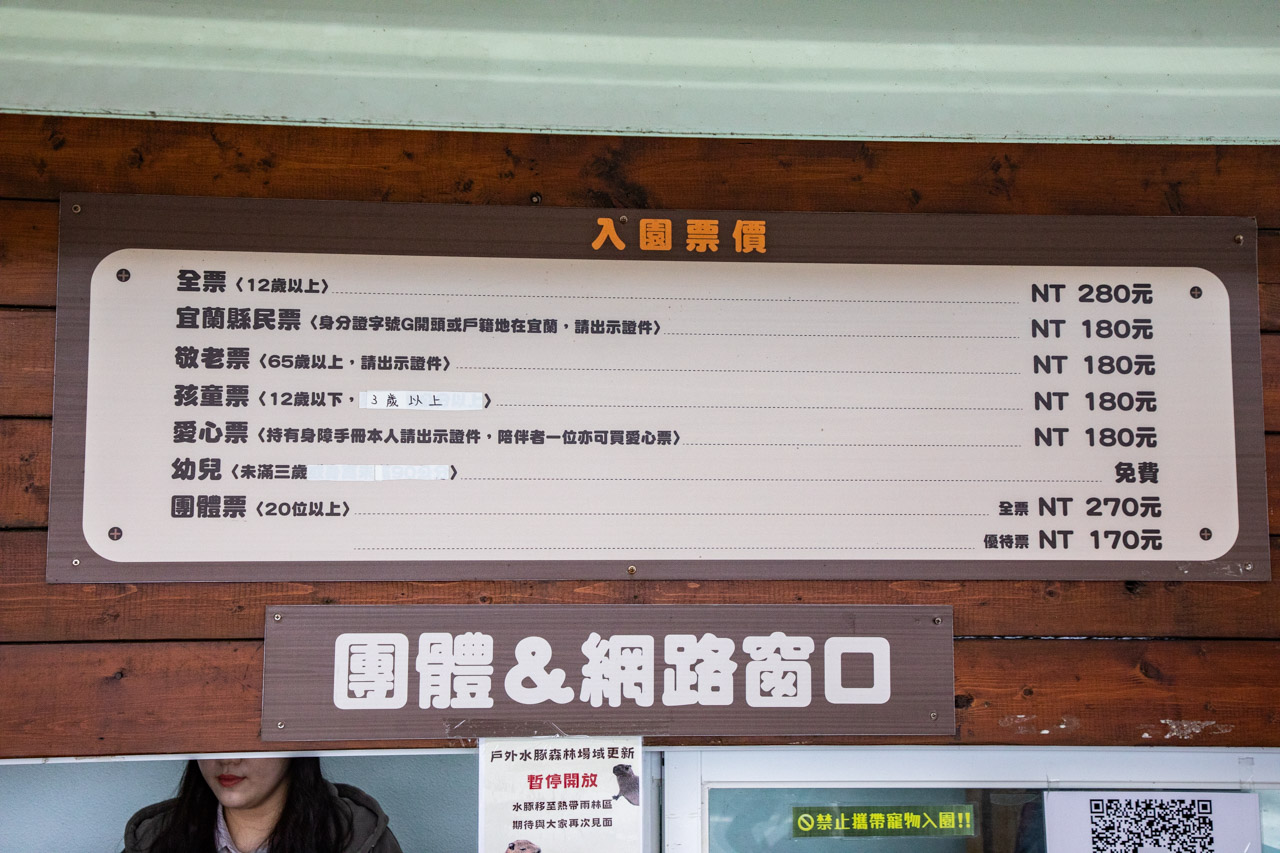 入園票價
全票〈12歲以上〉 NT 280元
宜蘭縣民票〈身分證字號G開頭或戶籍地在宜蘭，請出示證件〉 NT 180元
敬老票〈65歲以上，請出示證件〉 NT 180元
孩童票〈12歲以下，3歲以上〉 NT 180元
愛心票〈持有身障手冊本人請出示證件，陪伴者一位亦可買愛心票〉 NT 180元
幼兒〈未滿三歲〉 免費
團體票〈20位以上〉 全票 NT 270元
優待票 NT 170元
團體&網路窗口
戶外水豚森林場域更新
暫停開放
水豚移至熱帶雨林區
期待與大家再次見面
禁止攜帶寵物入園!!